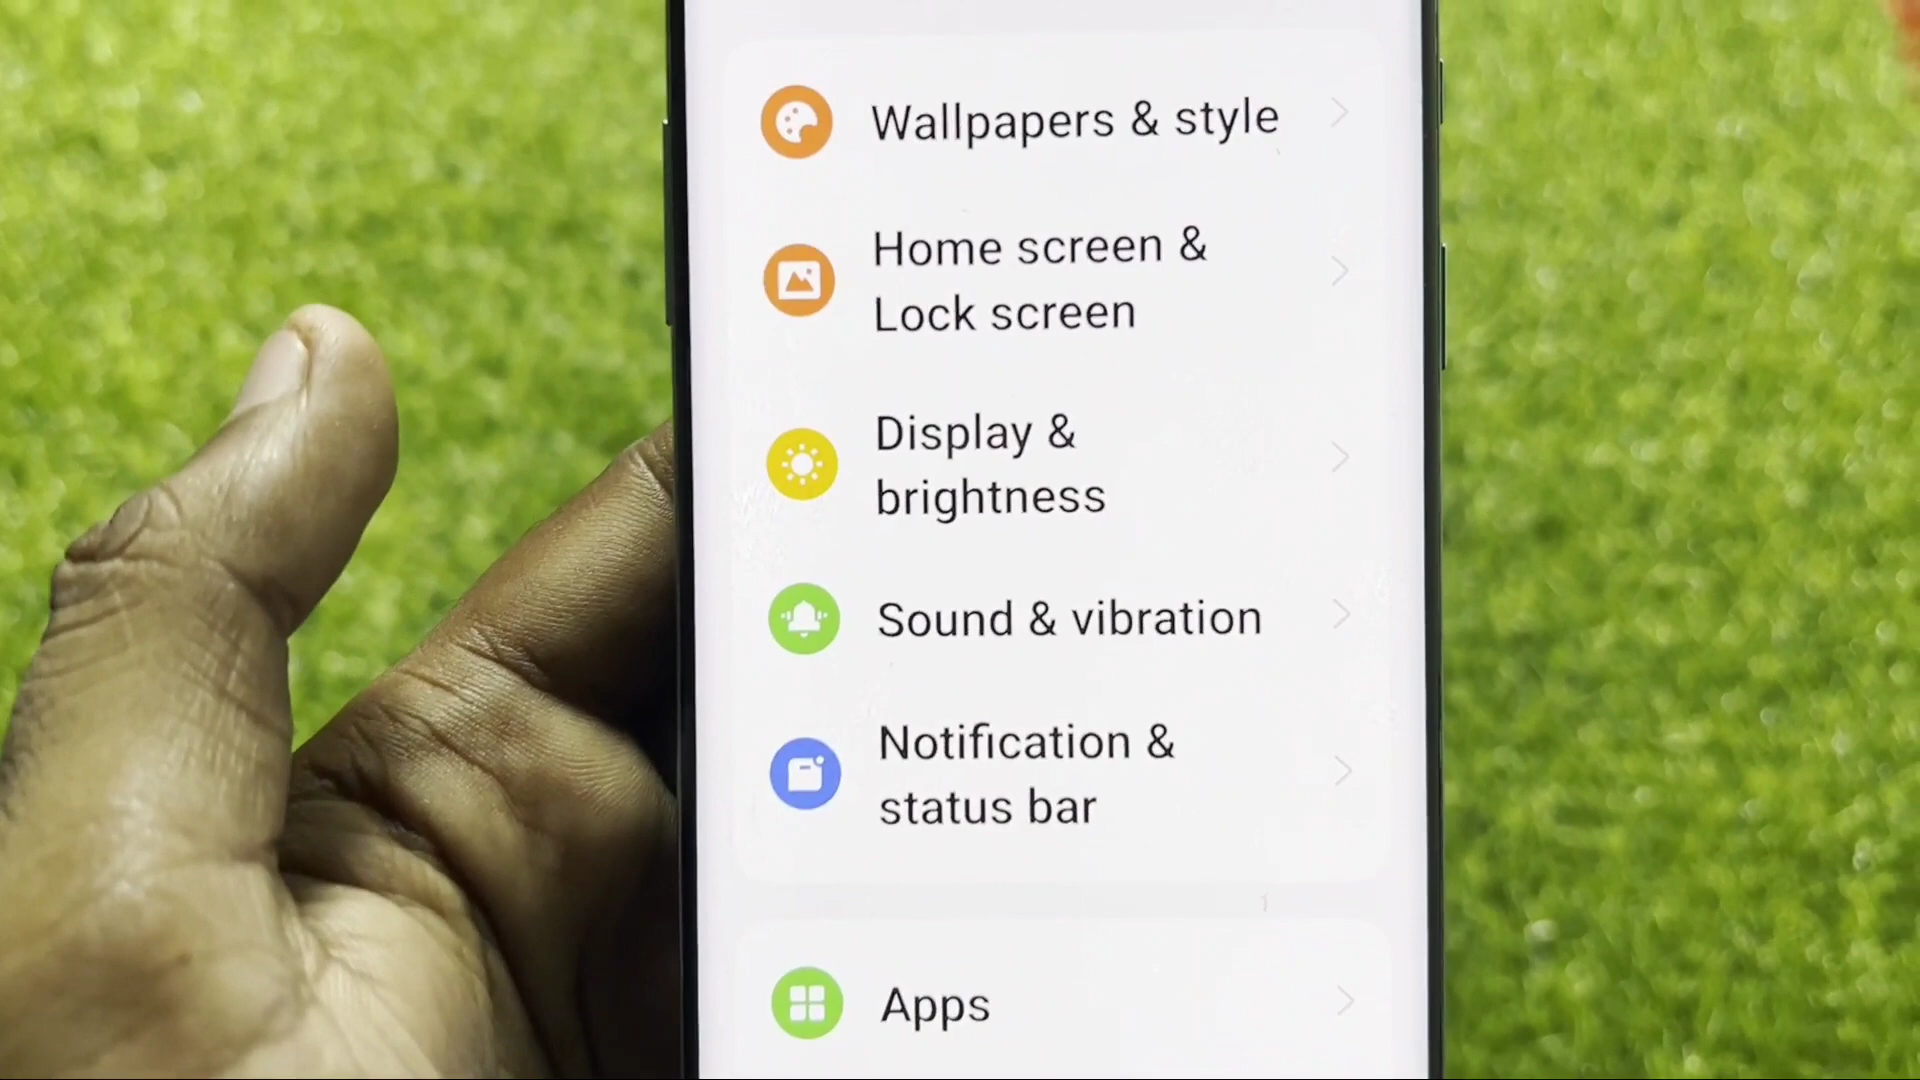 Wallpapers & style
Home screen &
Lock screen
Display &
brightness
Sound & vibration
Notification &
status bar
Apps